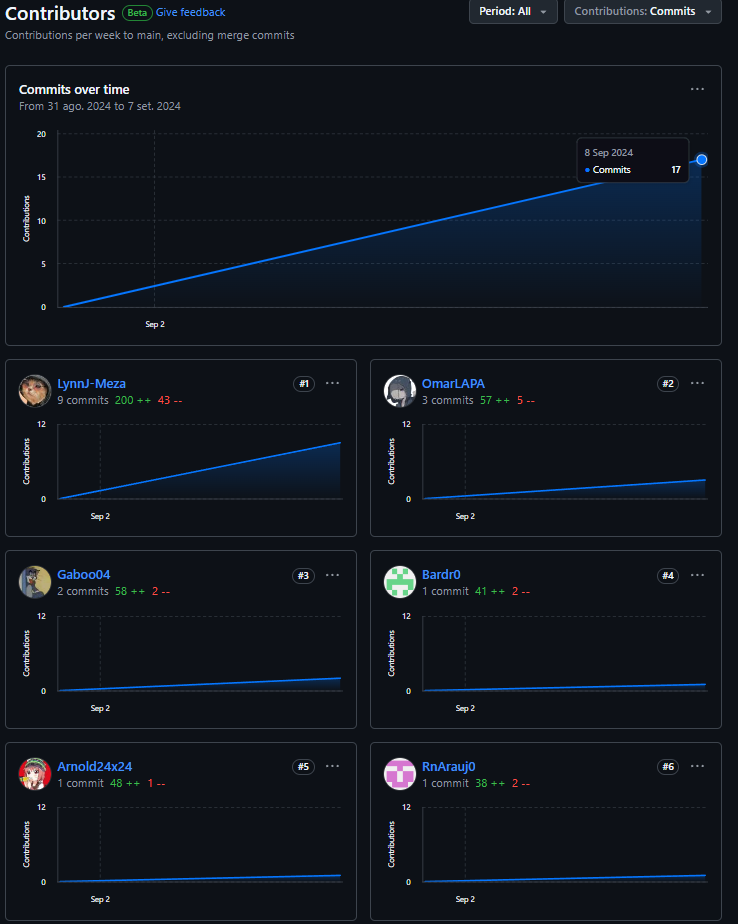 Contributors Beta Give feedback
Period: All
Contributions: Commits
Contributions per week to main, excluding merge commits
Commits over time
From 31 ago. 2024 to 7 set. 2024
20
15
10
5
0
Contributions
Sep 2
8 Sep 2024
Commits 17
LynnJ-Meza #1
9 commits 200 ++ 43 --
12
0
Contributions
Sep 2
OmarLAPA #2
3 commits 57 ++ 5 --
12
0
Contributions
Sep 2
Gaboo04 #3
2 commits 58 ++ 2 --
12
0
Contributions
Sep 2
Bardr0 #4
1 commit 41 ++ 2 --
12
0
Contributions
Sep 2
Arnold24x24 #5
1 commit 48 ++ 1 --
12
0
Contributions
Sep 2
RnArauj0 #6
1 commit 38 ++ 2 --
12
0
Contributions
Sep 2